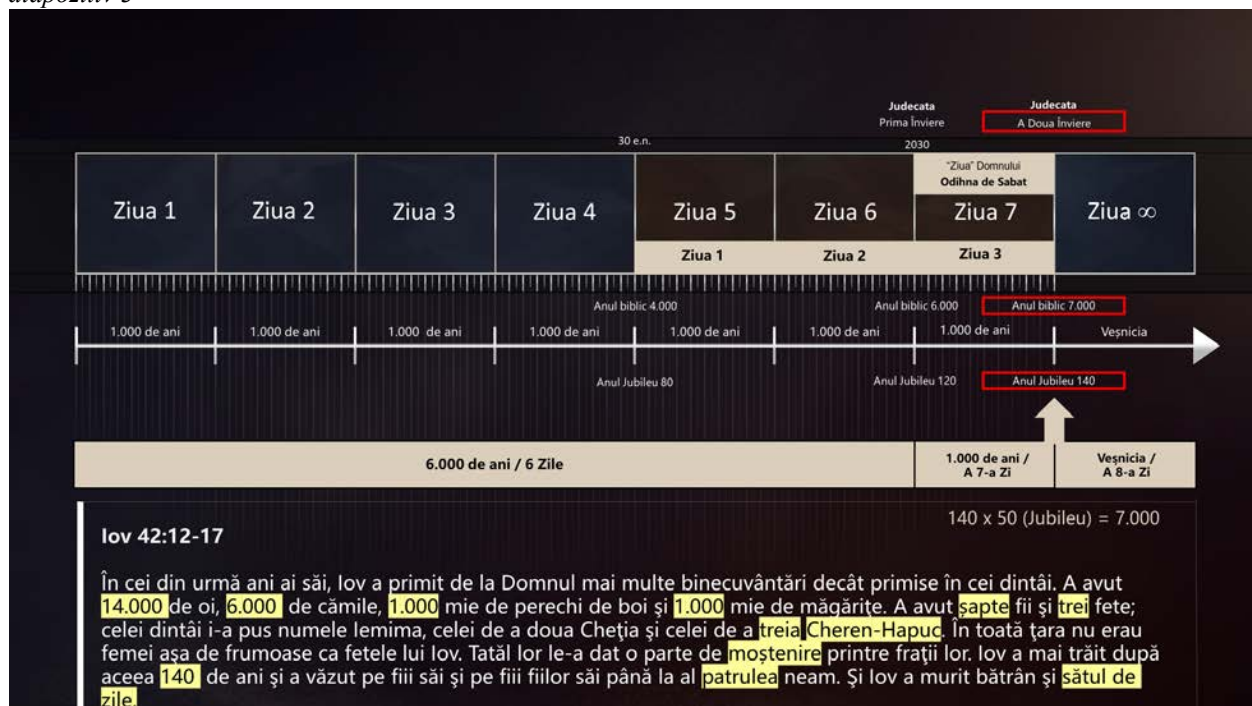 diapozitiv 3
Judecata Judecata
Prima Înviere A Doua Înviere
30 e.n. 2030
"Ziua" Domnului
Odihna de Sabat
Ziua 1 Ziua 2 Ziua 3 Ziua 4 Ziua 5 Ziua 6 Ziua 7 Ziua ∞
Ziua 1 Ziua 2 Ziua 3
Anul biblic 4.000 Anul biblic 6.000 Anul biblic 7.000
1.000 de ani 1.000 de ani 1.000 de ani 1.000 de ani 1.000 de ani 1.000 de ani 1.000 de ani Veșnicia
Anul Jubileu 80 Anul Jubileu 120 Anul Jubileu 140
6.000 de ani / 6 Zile
1.000 de ani /
A 7-a Zi
Veșnicia /
A 8-a Zi
140 x 50 (Jubileu) = 7.000
Iov 42:12-17
În cei din urmă ani ai săi, Iov a primit de la Domnul mai multe binecuvântări decât primise în cei dintâi. A avut
14.000 de oi, 6.000 de cămile, 1.000 mie de perechi de boi și 1.000 mie de măgărițe. A avut șapte fii și trei fete;
celei dintâi i-a pus numele Iemima, celei de a doua Cheția și celei de a treia Cheren-Hapuc. În toată țara nu erau
femei așa de frumoase ca fetele lui Iov. Tatăl lor le-a dat o parte de moștenire printre frații lor. Iov a mai trăit după
aceea 140 de ani și a văzut pe fiii săi și pe fiii fiilor săi până la al patrulea neam. Și Iov a murit bătrân și sătul de
zile.